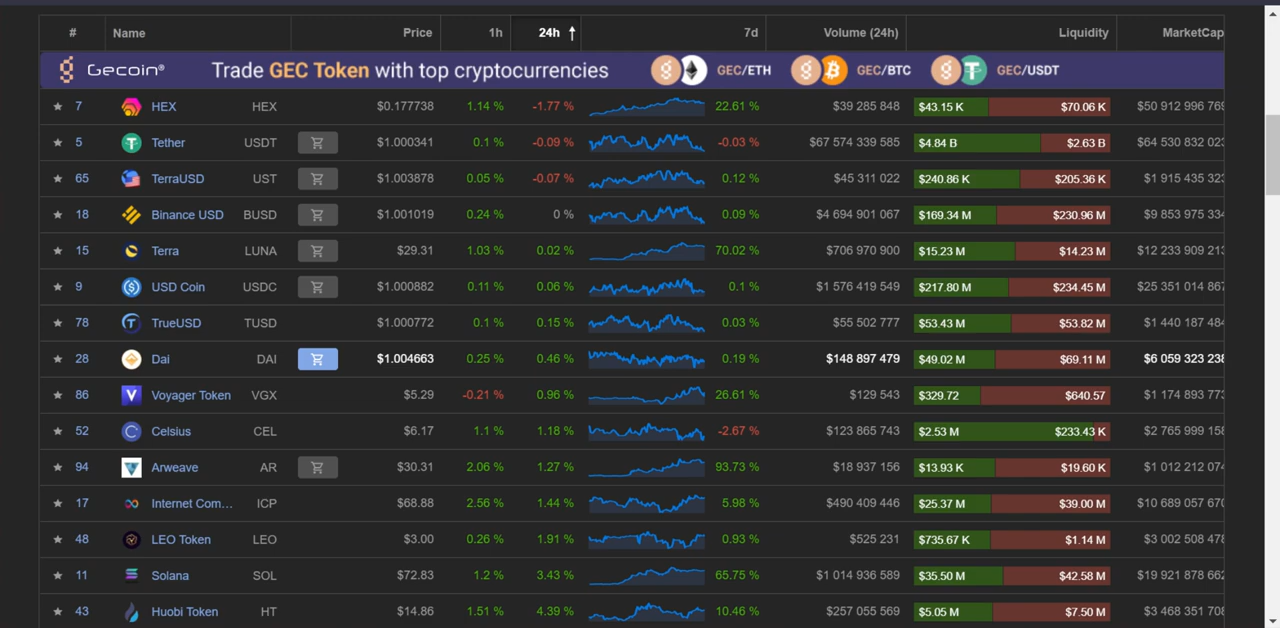 # Name Price 1h 24h ↑ 7d Volume (24h) Liquidity MarketCap
Gecoin® Trade GEC Token with top cryptocurrencies GEC/ETH GEC/BTC GEC/USDT
★ 7 HEX HEX $0.177738 1.14 % -1.77 % 22.61 % $39 285 848 $43.15 K $70.06 K $50 912 996 769
★ 5 Tether USDT $1.000341 0.1 % -0.09 % -0.03 % $67 574 339 585 $4.84 B $2.63 B $64 530 832 023
★ 65 TerraUSD UST $1.003878 0.05 % -0.07 % 0.12 % $45 311 022 $240.86 K $205.36 K $1 915 435 323
★ 18 Binance USD BUSD $1.001019 0.24 % 0 % 0.09 % $4 694 901 067 $169.34 M $230.96 M $9 853 975 334
★ 15 Terra LUNA $29.31 1.03 % 0.02 % 70.02 % $706 970 900 $15.23 M $14.23 M $12 233 909 213
★ 9 USD Coin USDC $1.000882 0.11 % 0.06 % 0.1 % $1 576 419 549 $217.80 M $234.45 M $25 351 014 867
★ 78 TrueUSD TUSD $1.000772 0.1 % 0.15 % 0.03 % $55 502 777 $53.43 M $53.82 M $1 440 187 484
★ 28 Dai DAI $1.004663 0.25 % 0.46 % 0.19 % $148 897 479 $49.02 M $69.11 M $6 059 323 238
★ 86 Voyager Token VGX $5.29 -0.21 % 0.96 % 26.61 % $129 543 $329.72 $640.57 $1 174 893 773
★ 52 Celsius CEL $6.17 1.1 % 1.18 % -2.67 % $123 865 743 $2.53 M $233.43 K $2 765 999 158
★ 94 Arweave AR $30.31 2.06 % 1.27 % 93.73 % $18 937 156 $13.93 K $19.60 K $1 012 212 074
★ 17 Internet Com... ICP $68.88 2.56 % 1.44 % 5.98 % $490 409 446 $25.37 M $39.00 M $10 689 057 670
★ 48 LEO Token LEO $3.00 0.26 % 1.91 % 0.93 % $525 231 $735.67 K $1.14 M $3 002 508 478
★ 11 Solana SOL $72.83 1.2 % 3.43 % 65.75 % $1 014 936 589 $35.50 M $42.58 M $19 921 878 662
★ 43 Huobi Token HT $14.86 1.51 % 4.39 % 10.46 % $257 055 569 $5.05 M $7.50 M $3 468 351 708